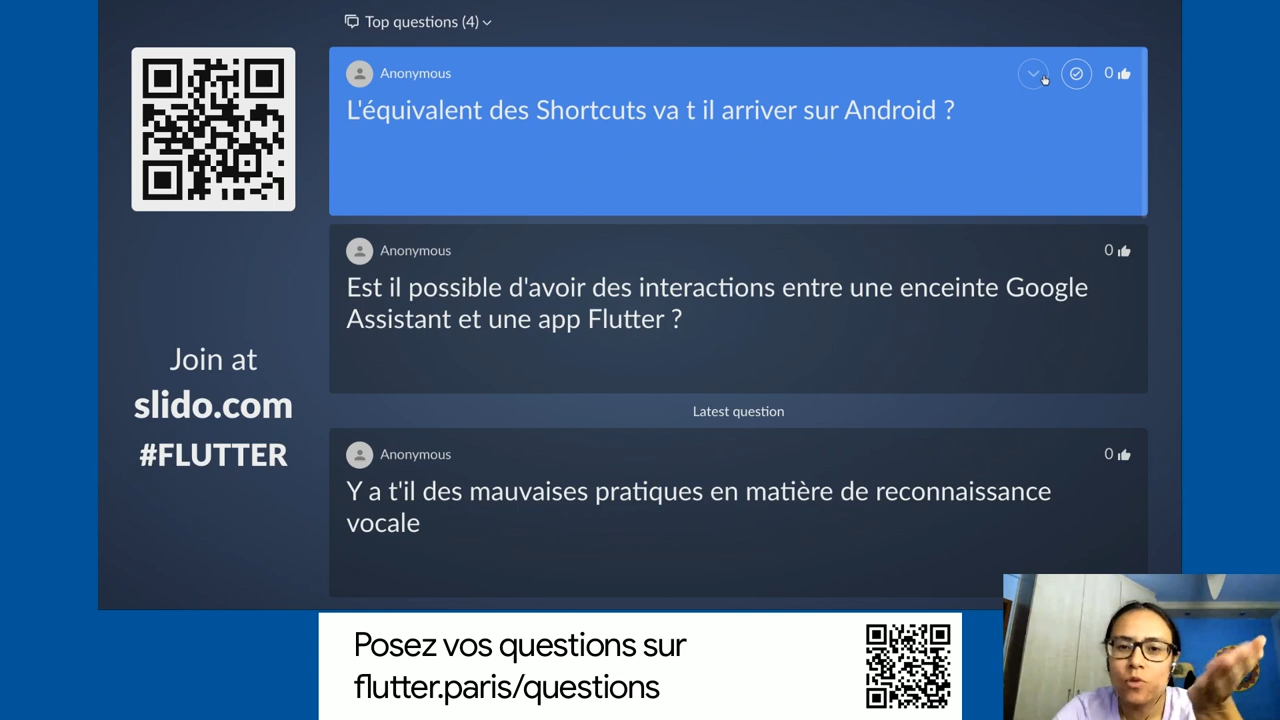 Top questions (4)
Anonymous
0
L'équivalent des Shortcuts va t il arriver sur Android ?
Anonymous
0
Est il possible d'avoir des interactions entre une enceinte Google
Assistant et une app Flutter ?
Latest question
Anonymous
0
Y a t'il des mauvaises pratiques en matière de reconnaissance
vocale
Join at
slido.com
#FLUTTER
Posez vos questions sur
flutter.paris/questions